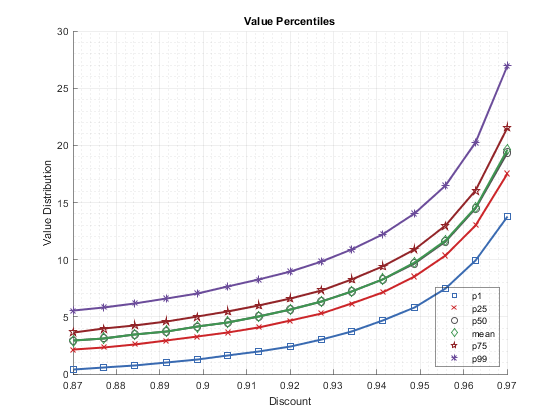 Value Percentiles
30
25
20
15
10
5
0
Value Distribution
0.87
0.88
0.89
0.9
0.91
0.92
0.93
0.94
0.95
0.96
0.97
Discount
p1
p25
p50
mean
p75
p99